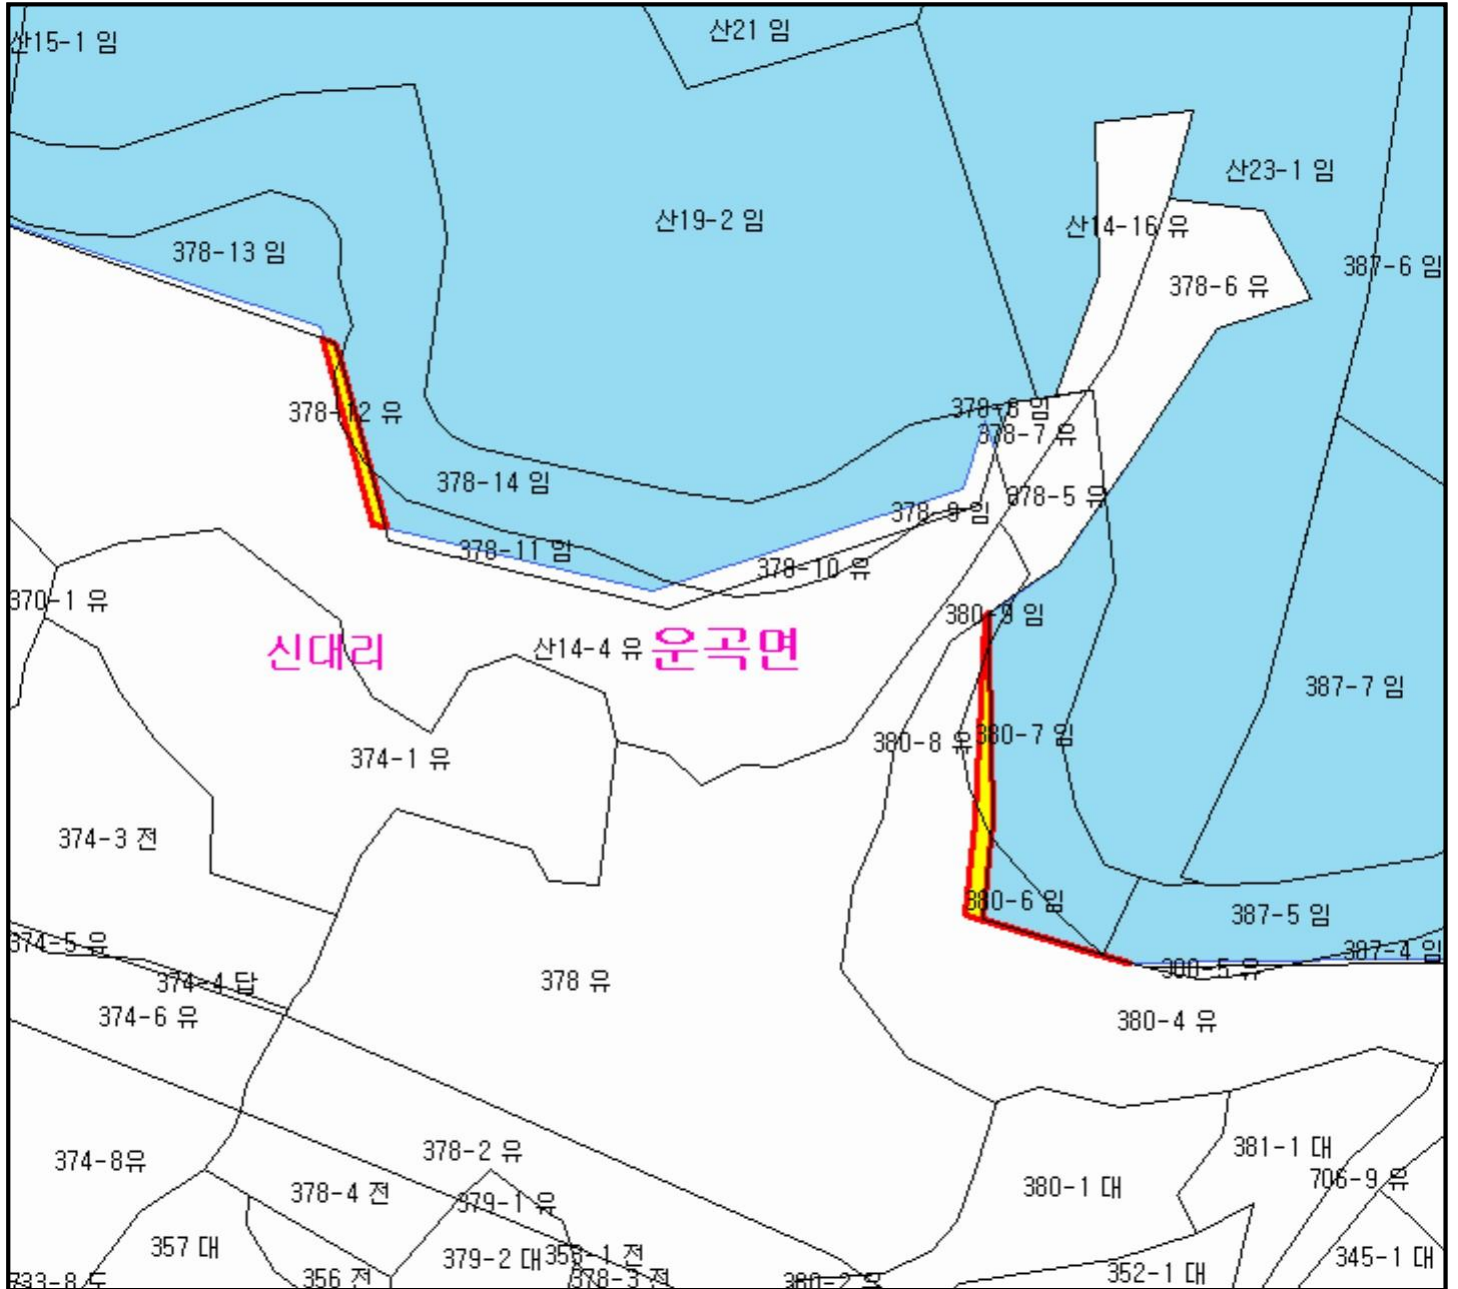 산15-1 임
산21 임
산23-1 임
산19-2 임
산14-16 유
378-13 임
387-6 임
378-6 유
378-12 유
378-8 임
378-7 유
378-14 임
378-5 유
378-9 임
378-11 임
378-10 유
370-1 유
380-9 임
신대리
산14-4 유
운곡면
387-7 임
380-8 유
380-7 임
374-1 유
374-3 전
380-6 임
387-5 임
374-5 유
387-4 임
380-5 유
374-4 답
378 유
374-6 유
380-4 유
378-2 유
381-1 대
374-8유
706-9 유
380-1 대
378-4 전
379-1 유
357 대
379-2 대
345-1 대
352-1 대
356 전
378-3 전
380-2 유